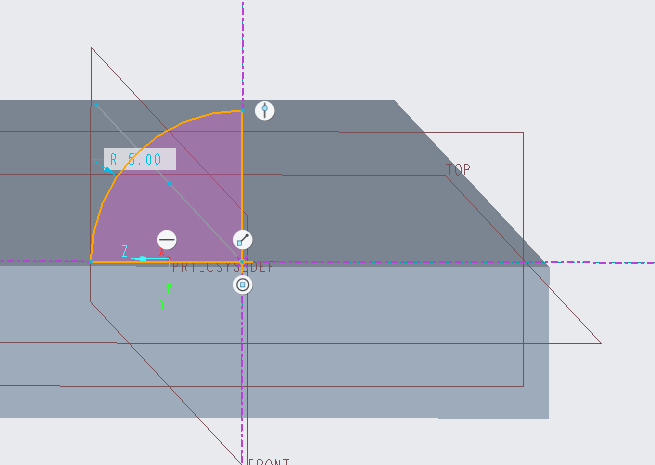 R 5.00
TOP
Z
X
PRT_CSYS_DEF
Y
FRONT